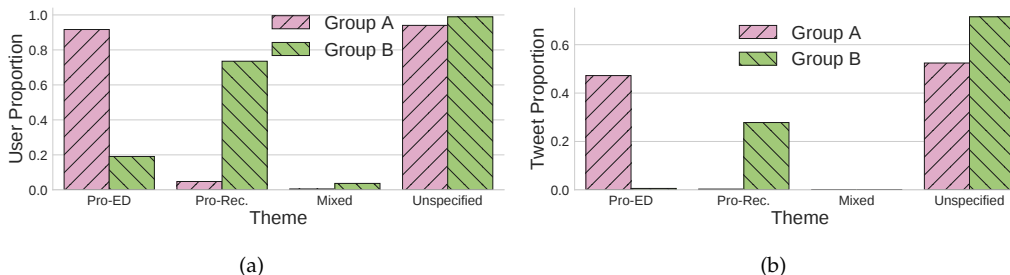 1.0
0.8
0.6
0.4
0.2
0.0
User Proportion
Group A
Group B
Pro-ED
Pro-Rec.
Mixed
Unspecified
Theme
(a)
0.6
0.4
0.2
0.0
Tweet Proportion
Group A
Group B
Pro-ED
Pro-Rec.
Mixed
Unspecified
Theme
(b)